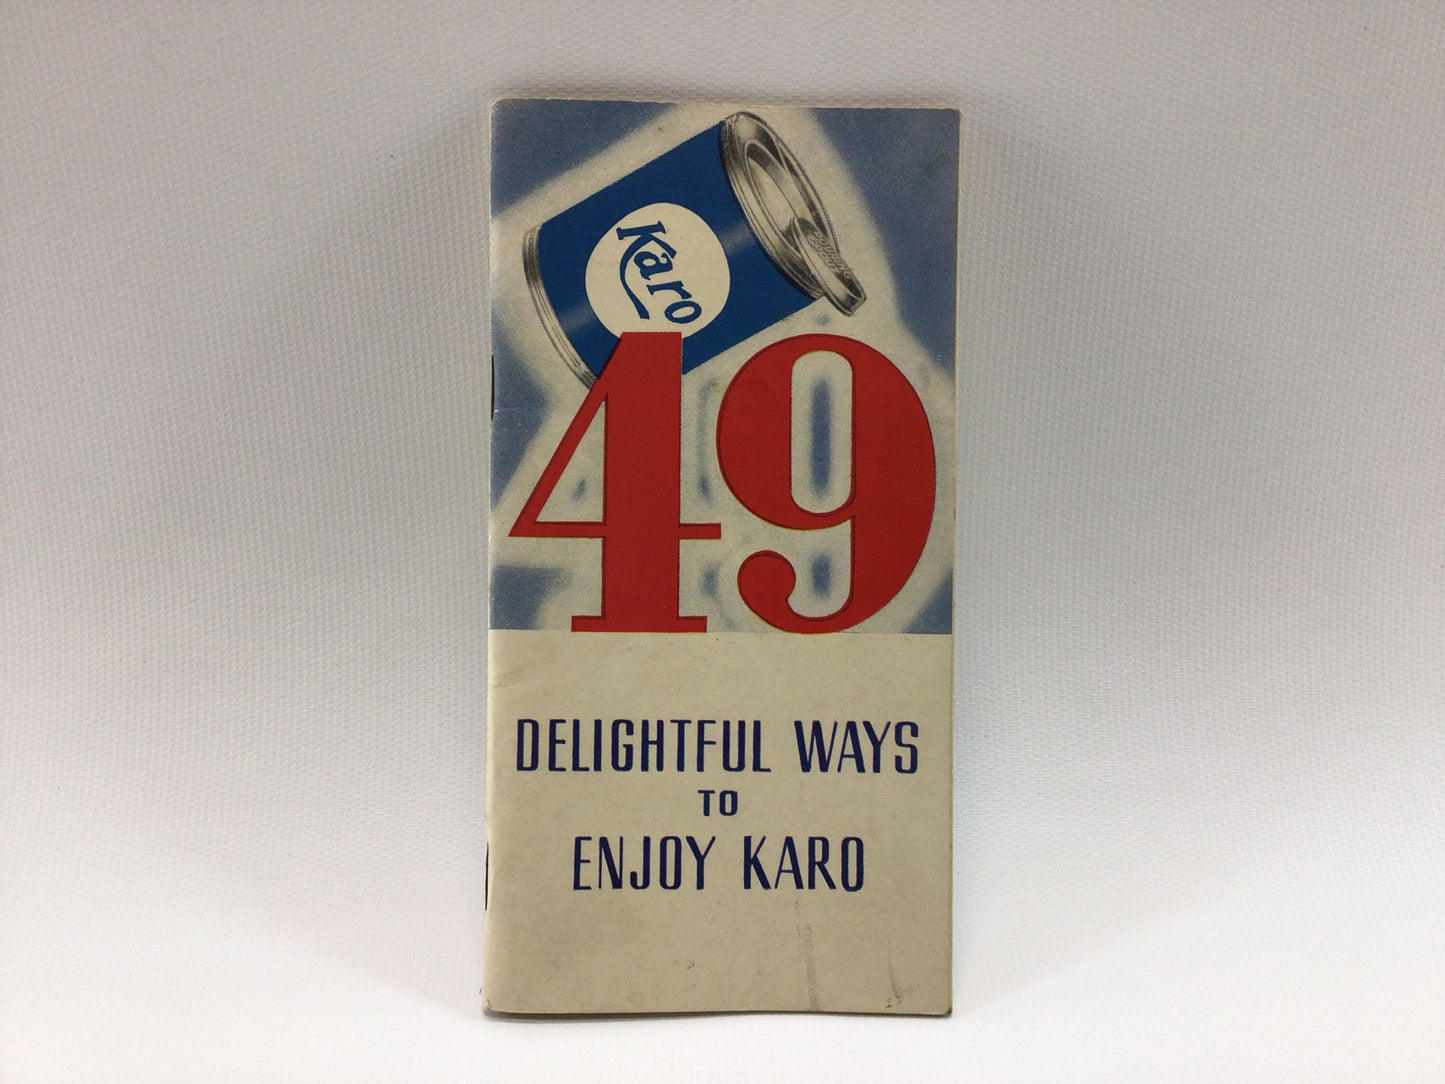 Karo
49
DELIGHTFUL WAYS
TO
ENJOY KARO